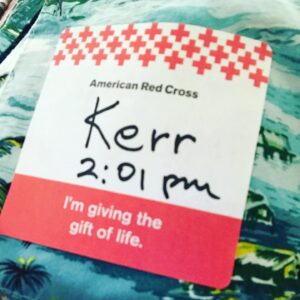 American Red Cross
Kerr
2:01 pm
I'm giving the
gift of life.